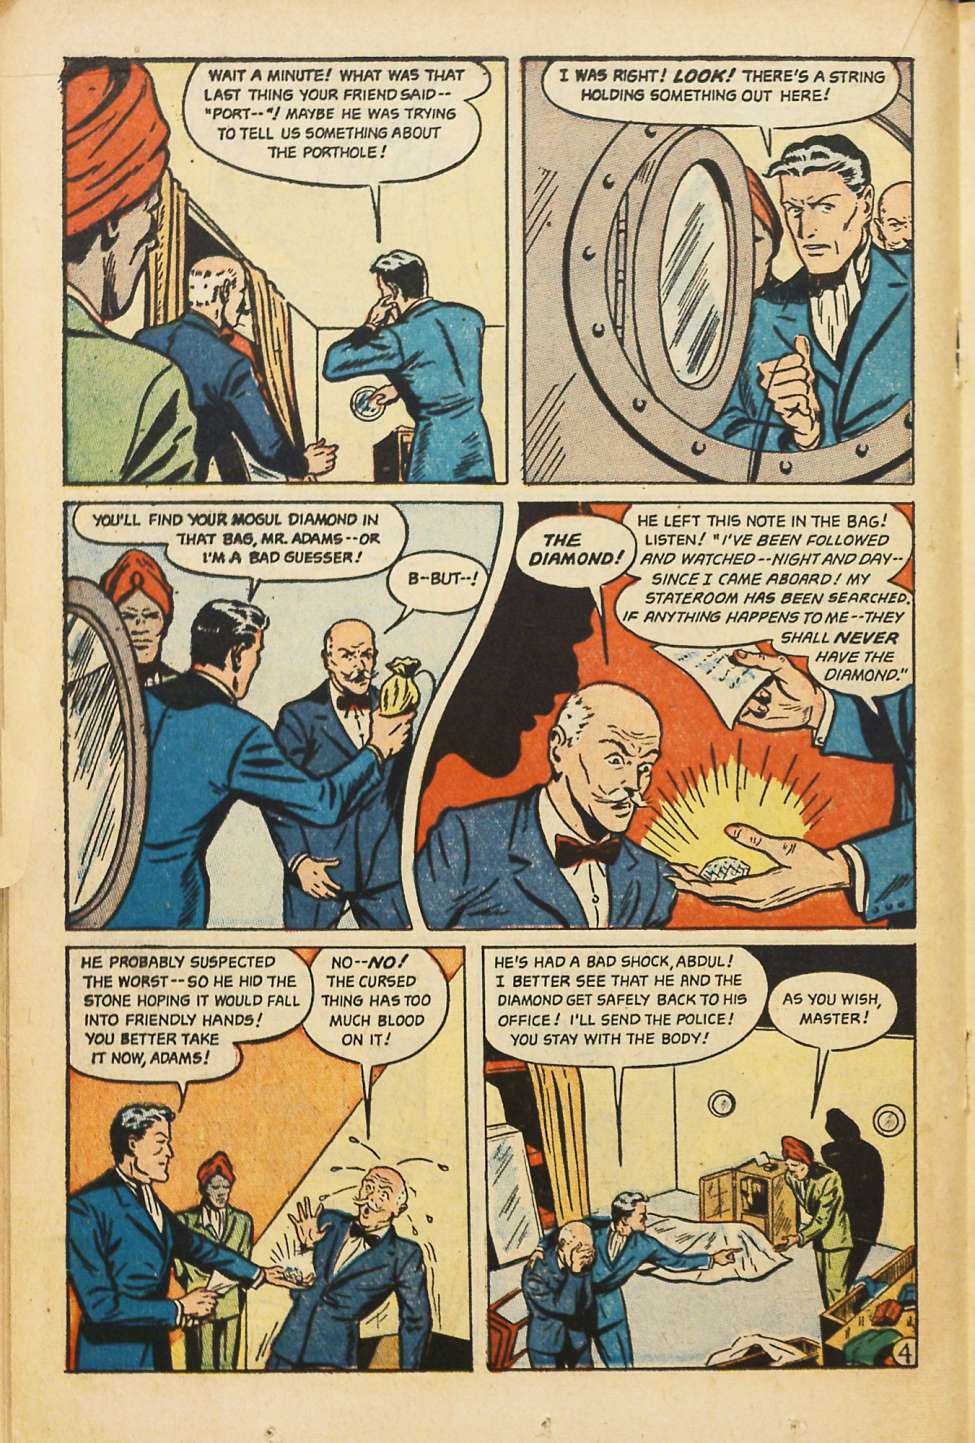 WAIT A MINUTE! WHAT WAS THAT
LAST THING YOUR FRIEND SAID--
"PORT--"! MAYBE HE WAS TRYING
TO TELL US SOMETHING ABOUT
THE PORTHOLE!
I WAS RIGHT! LOOK! THERE'S A STRING
HOLDING SOMETHING OUT HERE!
YOU'LL FIND YOUR MOGUL DIAMOND IN
THAT BAG, MR. ADAMS--OR
I'M A BAD GUESSER!
B--BUT--!
THE
DIAMOND!
HE LEFT THIS NOTE IN THE BAG!
LISTEN! "I'VE BEEN FOLLOWED
AND WATCHED--NIGHT AND DAY--
SINCE I CAME ABOARD! MY
STATEROOM HAS BEEN SEARCHED.
IF ANYTHING HAPPENS TO ME--THEY
SHALL NEVER
HAVE THE
DIAMOND."
HE PROBABLY SUSPECTED
THE WORST--SO HE HID THE
STONE HOPING IT WOULD FALL
INTO FRIENDLY HANDS!
YOU BETTER TAKE
IT NOW, ADAMS!
NO--NO!
THE CURSED
THING HAS TOO
MUCH BLOOD
ON IT!
HE'S HAD A BAD SHOCK, ABDUL!
I BETTER SEE THAT HE AND THE
DIAMOND GET SAFELY BACK TO HIS
OFFICE! I'LL SEND THE POLICE!
YOU STAY WITH THE BODY!
AS YOU WISH,
MASTER!
4